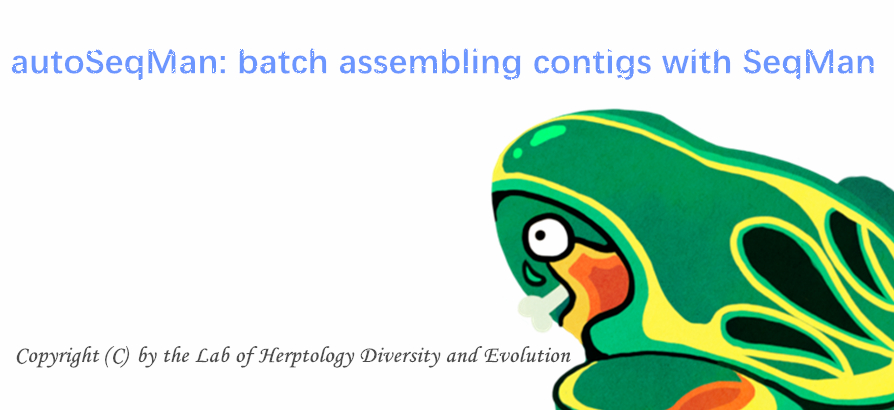 autoSeqMan: batch assembling contigs with SeqMan
Copyright (C) by the Lab of Herptology Diversity and Evolution